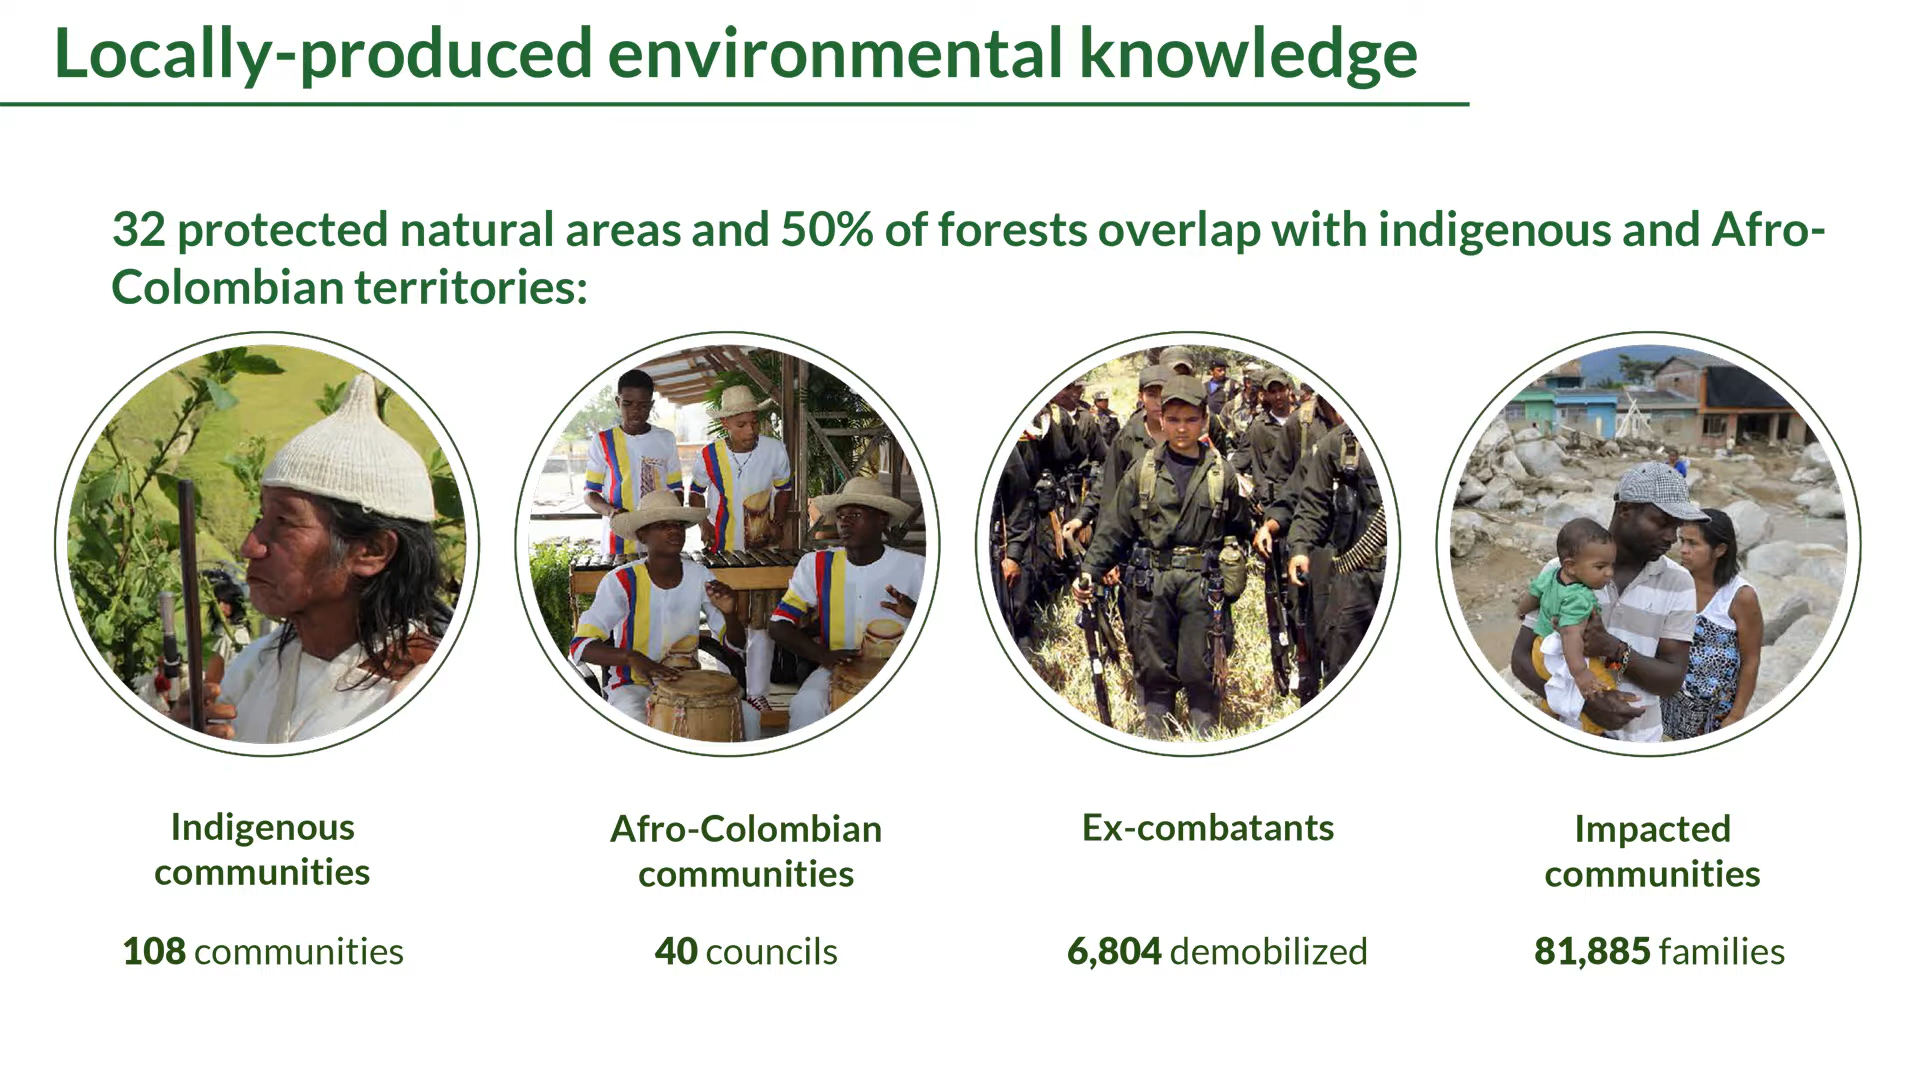 Locally-produced environmental knowledge
32 protected natural areas and 50% of forests overlap with indigenous and Afro-
Colombian territories:
Indigenous
communities
108 communities
Afro-Colombian
communities
40 councils
Ex-combatants
6,804 demobilized
Impacted
communities
81,885 families